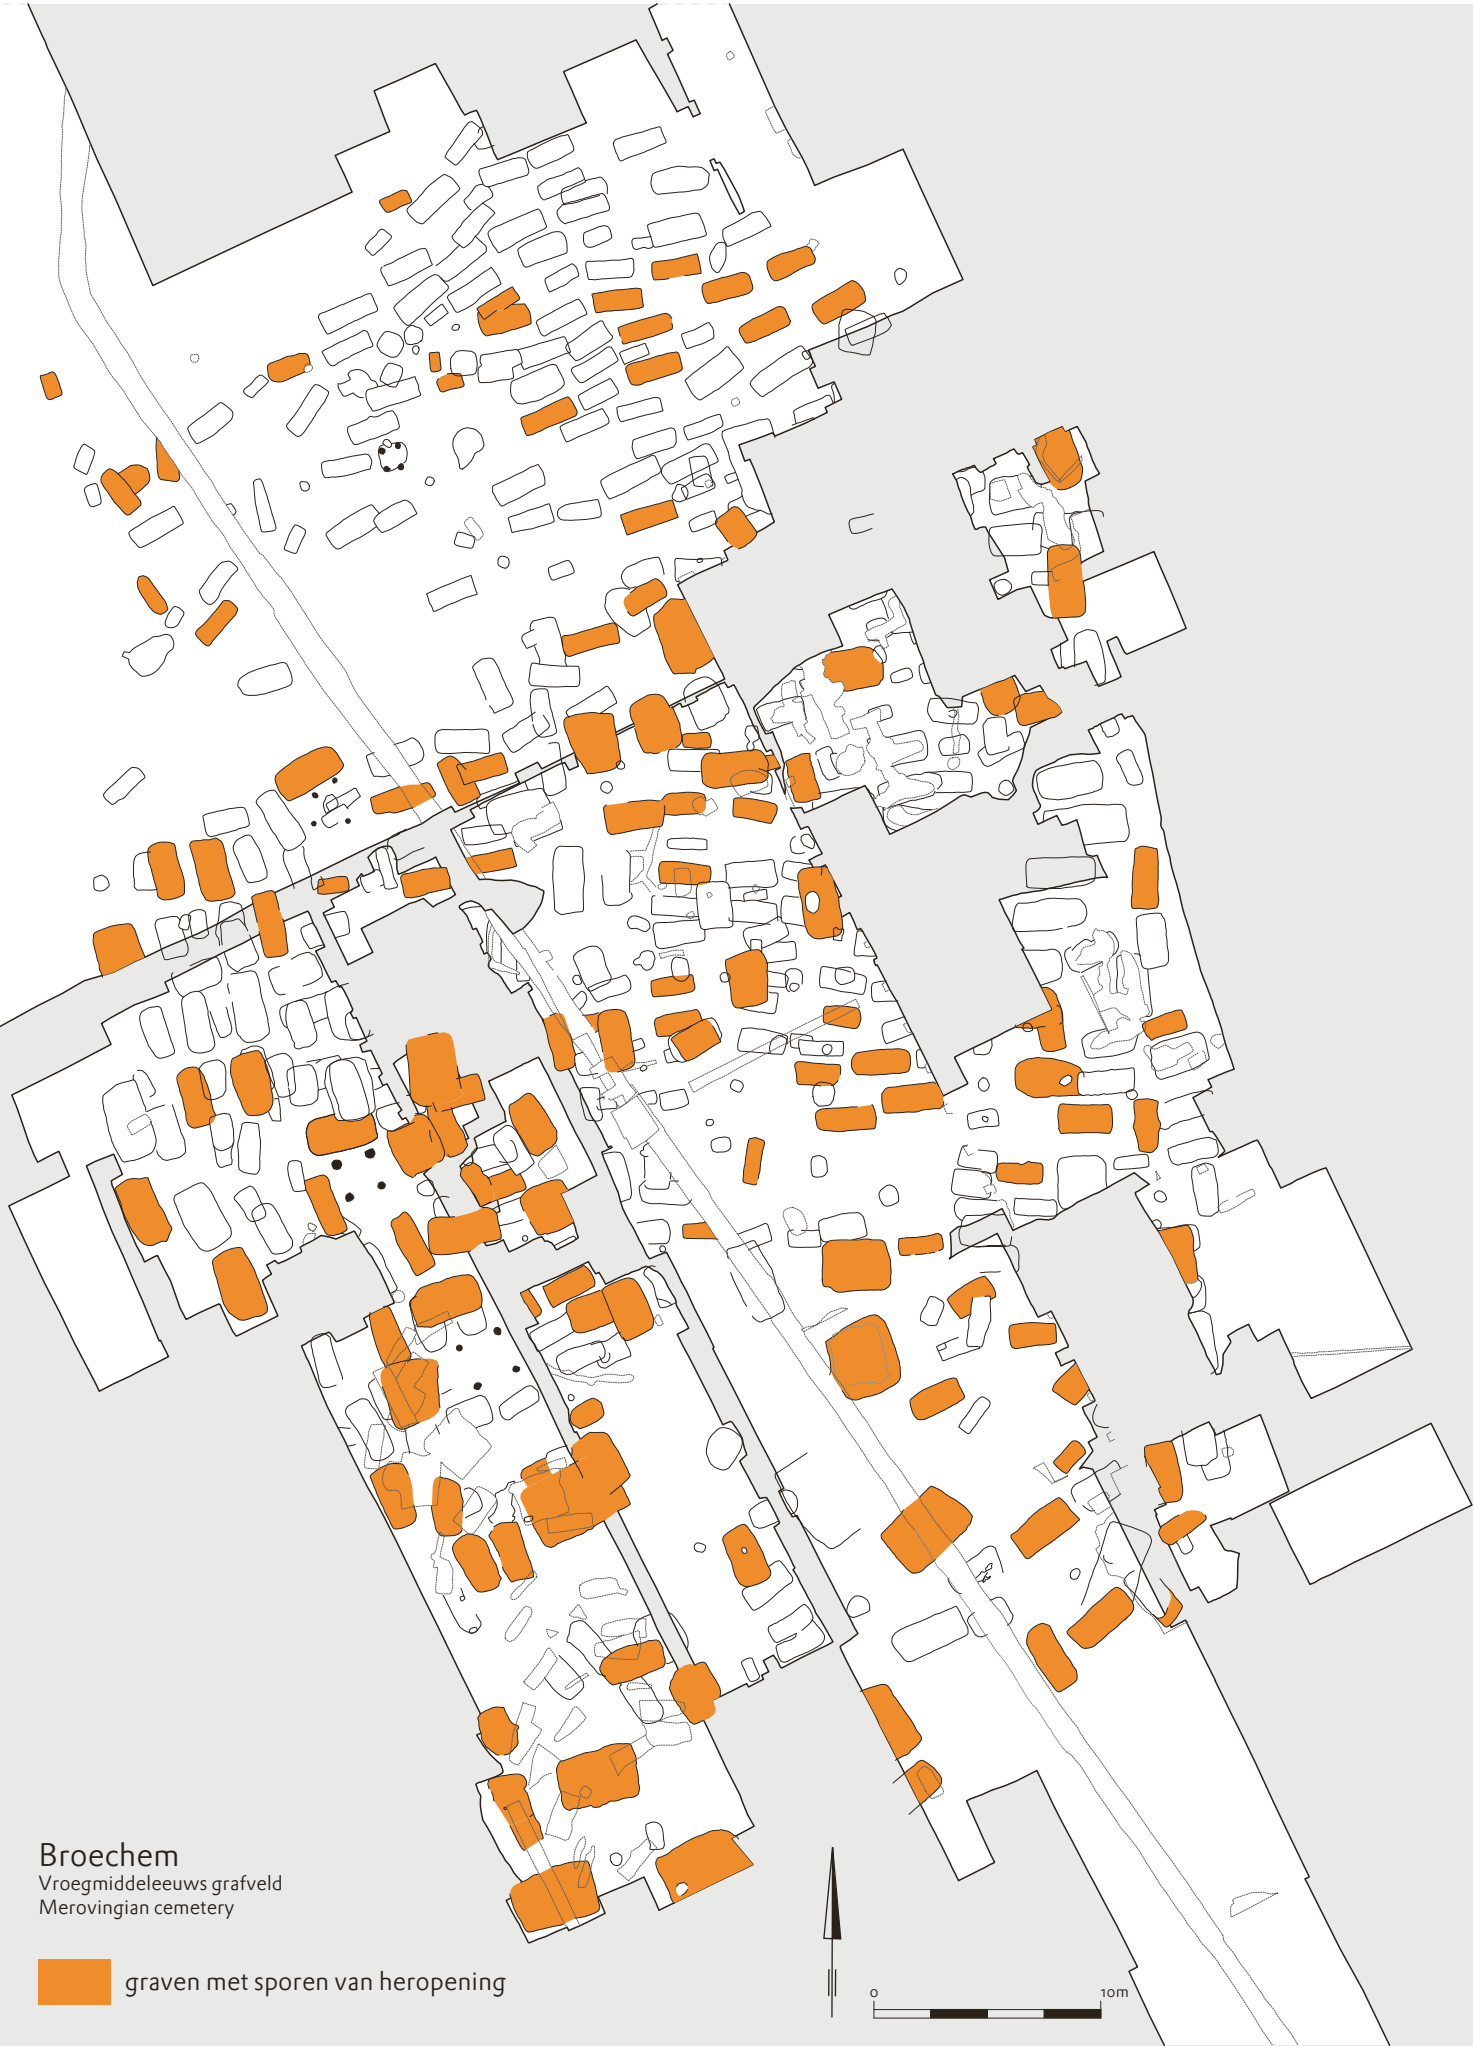 Broechem
Vroegmiddeleeuws grafveld
Merovingian cemetery
graven met sporen van heropening
0 10m